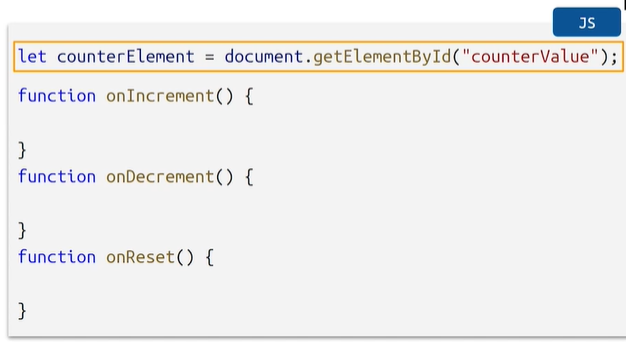 JS
let counterElement = document.getElementById("counterValue");
function onIncrement() {
}
function onDecrement() {
}
function onReset() {
}